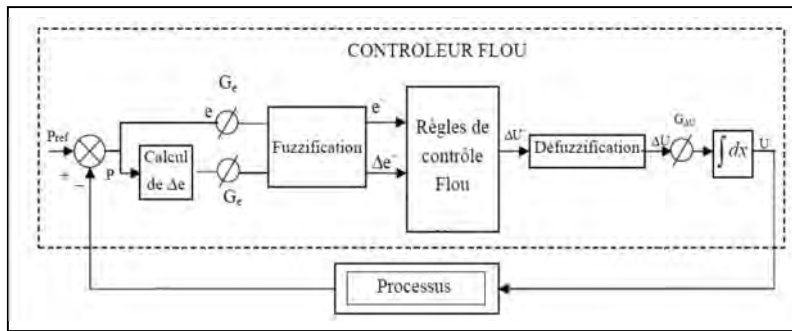 CONTROLEUR FLOU
Ge
e
Pref
+
−
P
Calcul
de Δe
Ge
Fuzzification
e~
Δe~
Règles de
contrôle
Flou
ΔU~
Défuzzification
ΔU
GΔU
∫ dx
U
Processus